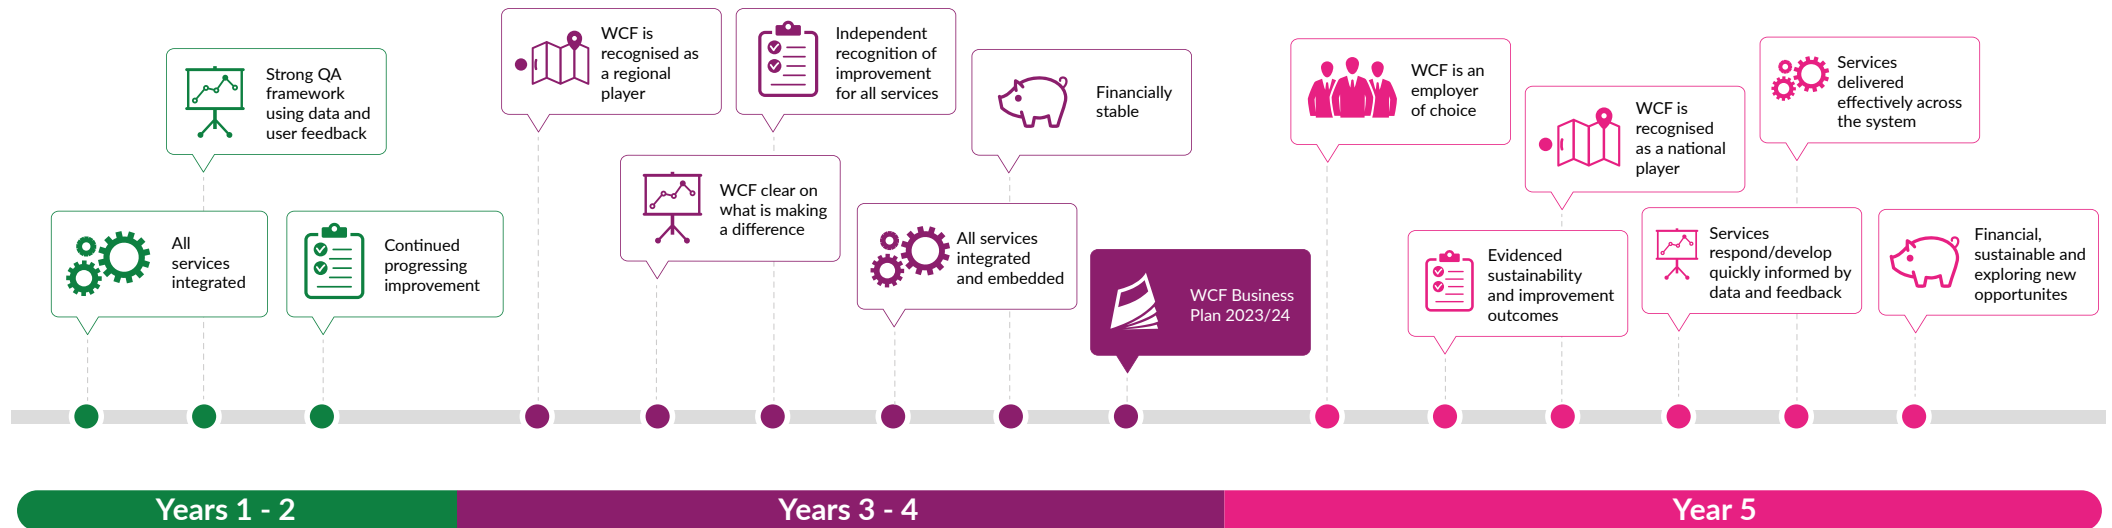 Strong QA
framework
using data and
user feedback
All
services
integrated
Continued
progressing
improvement
WCF is
recognised as
a regional
player
Independent
recognition of
improvement
for all services
WCF clear on
what is making
a difference
Financially
stable
All services
integrated
and embedded
WCF Business
Plan 2023/24
WCF is an
employer
of choice
WCF is
recognised
as a national
player
Services
delivered
effectively across
the system
Evidenced
sustainability
and improvement
outcomes
Services
respond/develop
quickly informed by
data and feedback
Financial,
sustainable and
exploring new
opportunites
Years 1 - 2
Years 3 - 4
Year 5